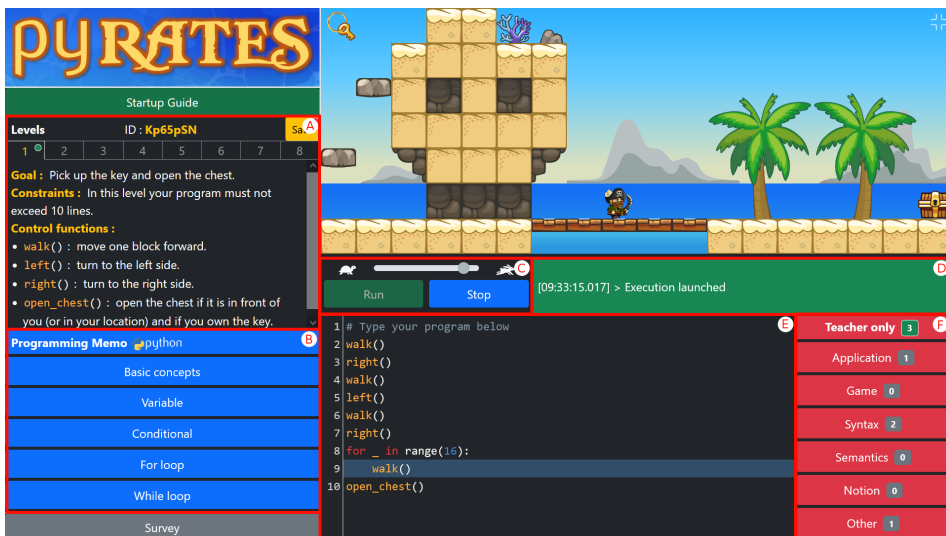 pyRATES
Startup Guide
Levels ID : Kp65pSN Sa A
1 2 3 4 5 6 7 8
Goal : Pick up the key and open the chest.
Constraints : In this level your program must not
exceed 10 lines.
Control functions :
• walk() : move one block forward.
• left() : turn to the left side.
• right() : turn to the right side.
• open_chest() : open the chest if it is in front of
you (or in your location) and if you own the key.
Programming Memo python B
Basic concepts
Variable
Conditional
For loop
While loop
Survey
C
Run Stop
D
[09:33:15.017] > Execution launched
E
1 # Type your program below
2 walk()
3 right()
4 walk()
5 left()
6 walk()
7 right()
8 for _ in range(16):
9 walk()
10 open_chest()
Teacher only 3 F
Application 1
Game 0
Syntax 2
Semantics 0
Notion 0
Other 1